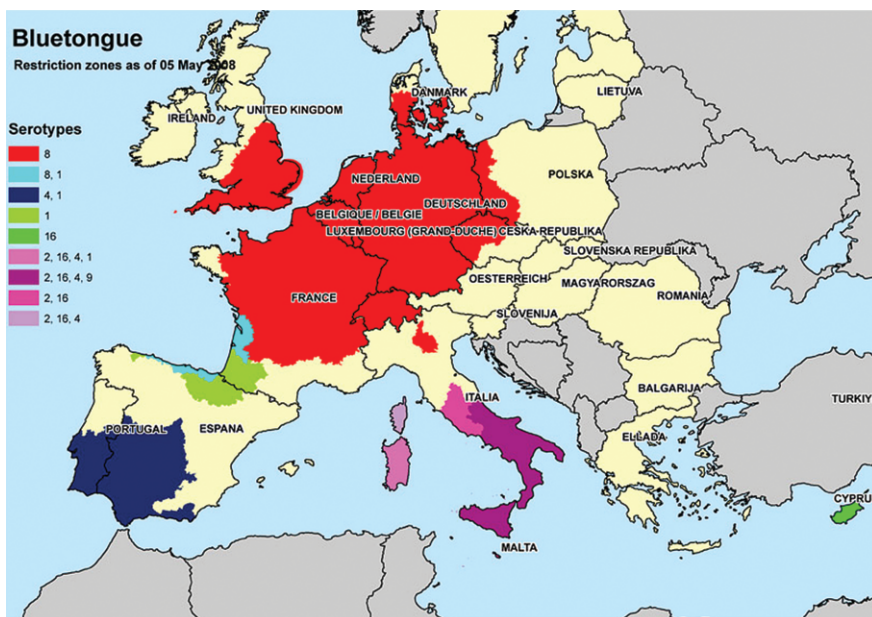 Bluetongue
Restriction zones as of 05 May 2008
Serotypes
8
8, 1
4, 1
1
16
2, 16, 4, 1
2, 16, 4, 9
2, 16
2, 16, 4
IRELAND
UNITED KINGDOM
DANMARK
LIETUVA
NEDERLAND
POLSKA
DEUTSCHLAND
BELGIQUE / BELGIE
LUXEMBOURG (GRAND-DUCHE)
CESKA REPUBLIKA
SLOVENSKA REPUBLIKA
OESTERREICH
MAGYARORSZAG
ROMANIA
FRANCE
SLOVENIJA
BALGARIJA
ITALIA
TURKIY
PORTUGAL
ESPANA
ELLADA
CYPRU
MALTA